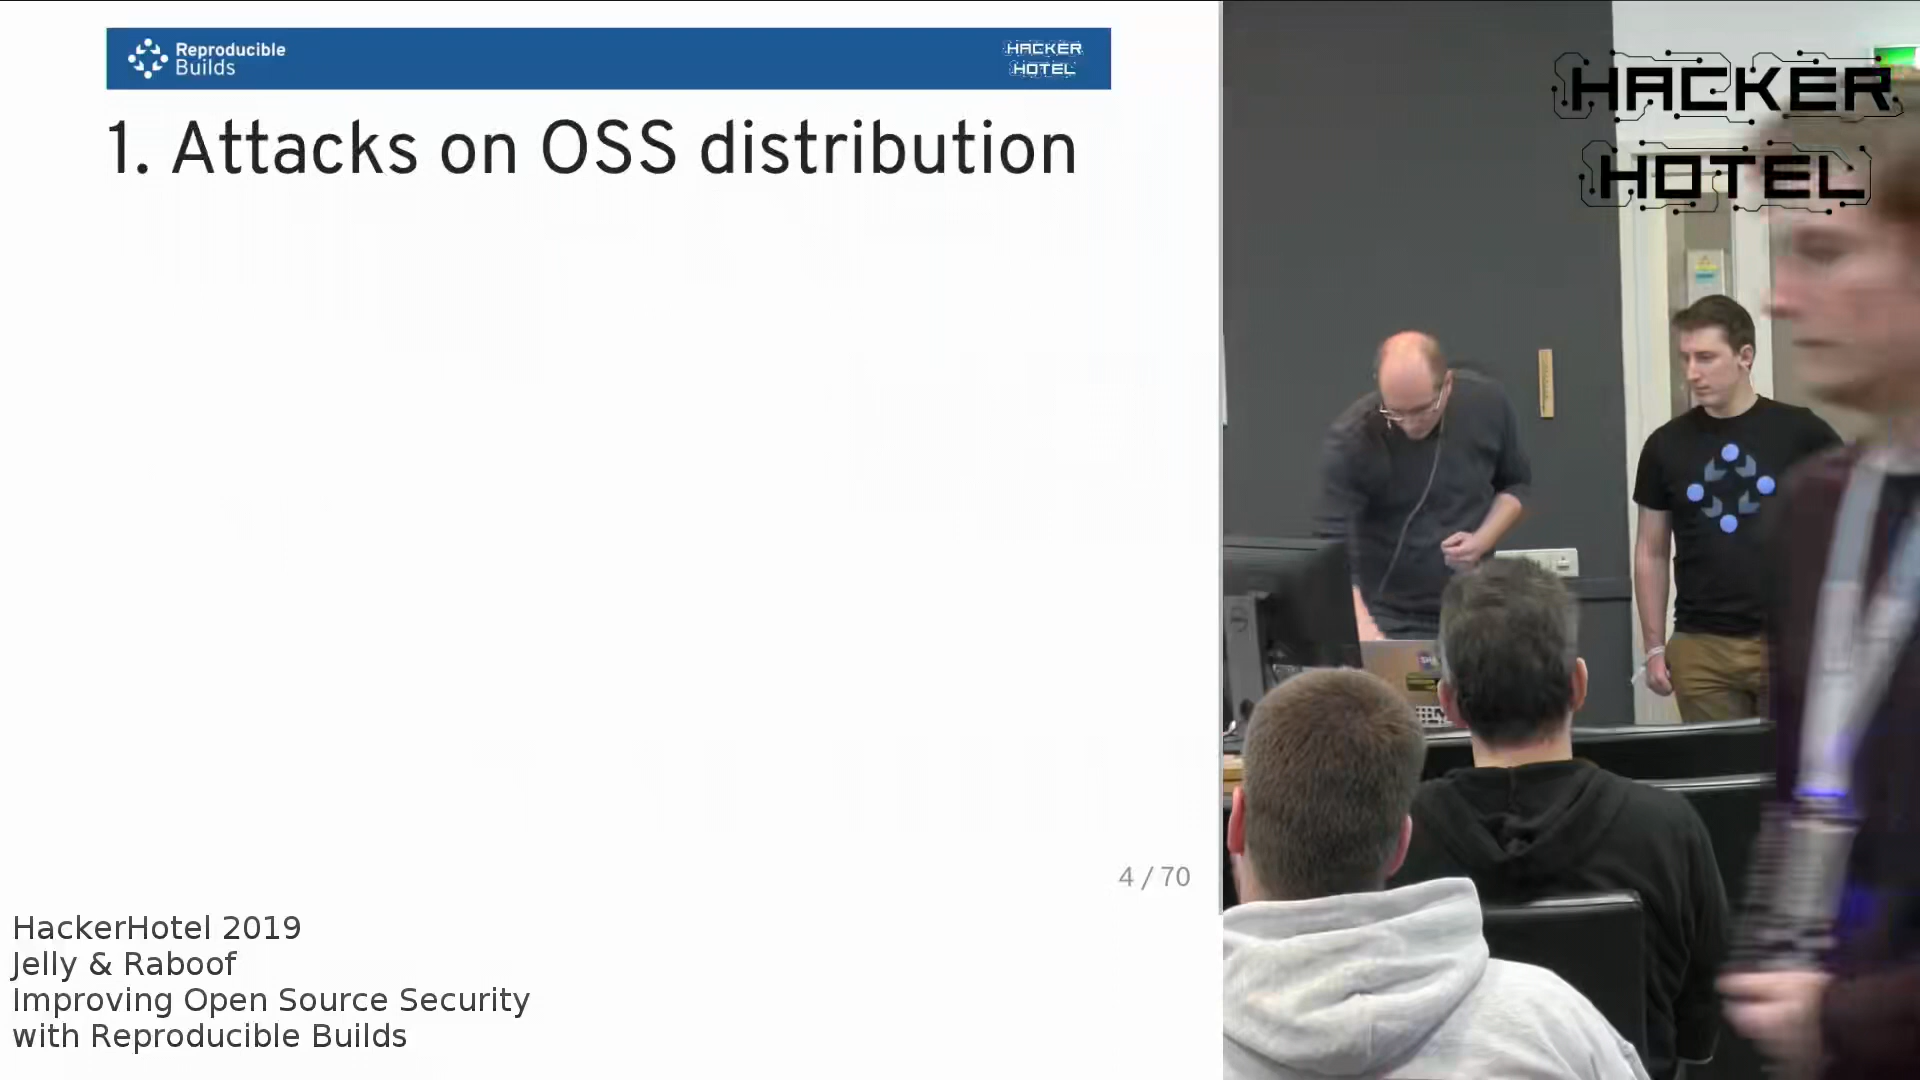 Reproducible
Builds
HACKER
HOTEL
1. Attacks on OSS distribution
4 / 70
HACKER
HOTEL
HackerHotel 2019
Jelly & Raboof
Improving Open Source Security
with Reproducible Builds